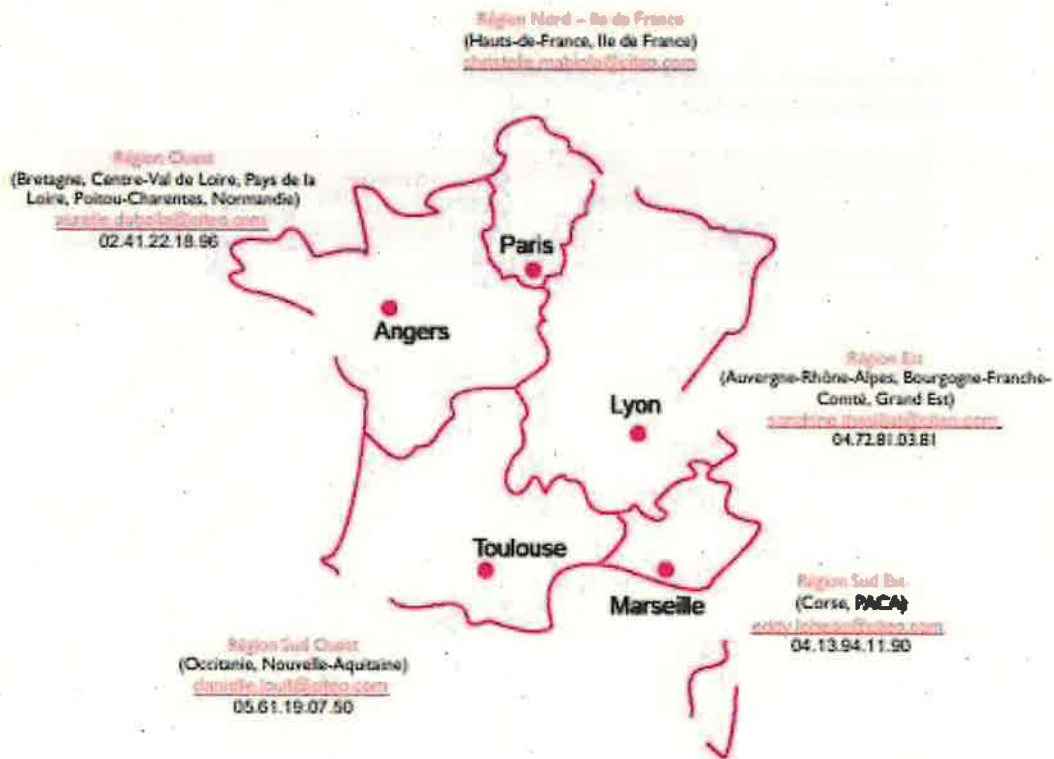 Région Nord – Ile de France
(Hauts-de-France, Ile de France)
Région Ouest
(Bretagne, Centre-Val de Loire, Pays de la
Loire, Poitou-Charentes, Normandie)
02.41.22.18.96
Paris
Angers
Région Est
(Auvergne-Rhône-Alpes, Bourgogne-Franche-
Comté, Grand Est)
04.72.81.03.81
Lyon
Toulouse
Marseille
Région Sud Est
(Corse, PACA)
04.13.94.11.90
Région Sud Ouest
(Occitanie, Nouvelle-Aquitaine)
05.61.19.07.50